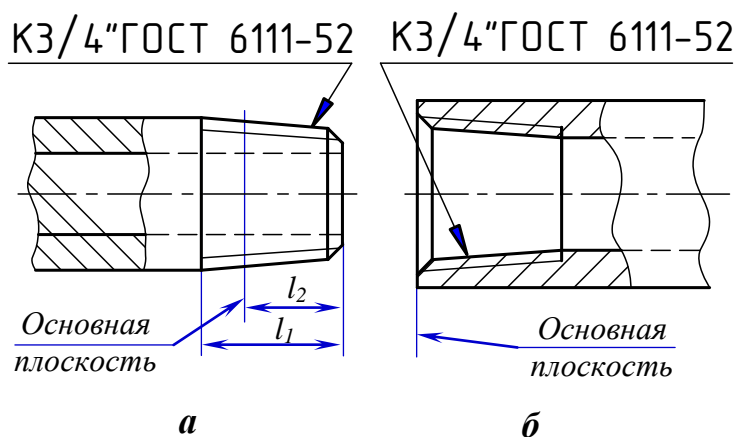 К3/4"ГОСТ 6111-52
К3/4"ГОСТ 6111-52
l2
l1
Основная
плоскость
Основная
плоскость
а
б